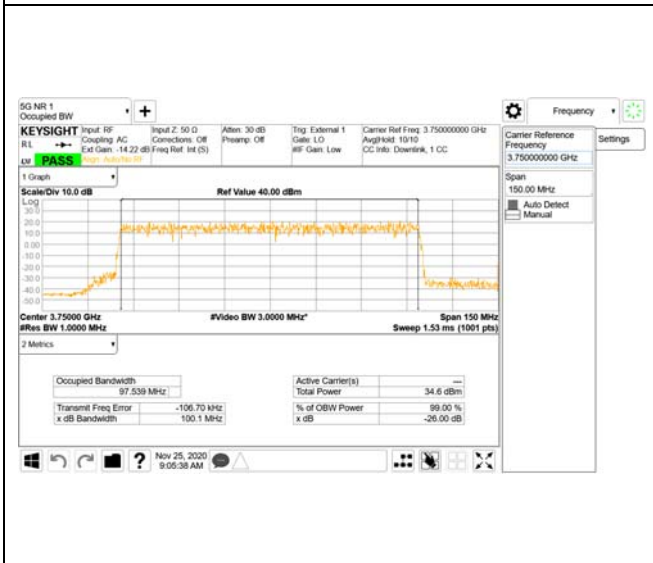 5G NR 1
Occupied BW
Frequency
KEYSIGHT Input: RF Input Z: 50 Ω Atten: 30 dB Trig: External 1 Carrier Ref Freq: 3.750000000 GHz
RL Coupling: AC Corrections: Off Preamp: Off Gate: LO Avg|Hold: 10/10
Ext Gain: -14.22 dB Freq Ref: Int (S) #IF Gain: Low CC Info: Downlink, 1 CC
PASS Align: Auto/No RF
Carrier Reference
Frequency
3.750000000 GHz
Settings
Span
150.00 MHz
Auto Detect
Manual
1 Graph
Scale/Div 10.0 dB Ref Value 40.00 dBm
Log
30.0
20.0
10.0
0.00
-10.0
-20.0
-30.0
-40.0
-50.0
Center 3.75000 GHz #Video BW 3.0000 MHz* Span 150 MHz
#Res BW 1.0000 MHz Sweep 1.53 ms (1001 pts)
2 Metrics
Occupied Bandwidth
97.539 MHz
Active Carrier(s) ---
Total Power 34.6 dBm
Transmit Freq Error -106.70 kHz
x dB Bandwidth 100.1 MHz
% of OBW Power 99.00 %
x dB -26.00 dB
? Nov 25, 2020
9:05:38 AM